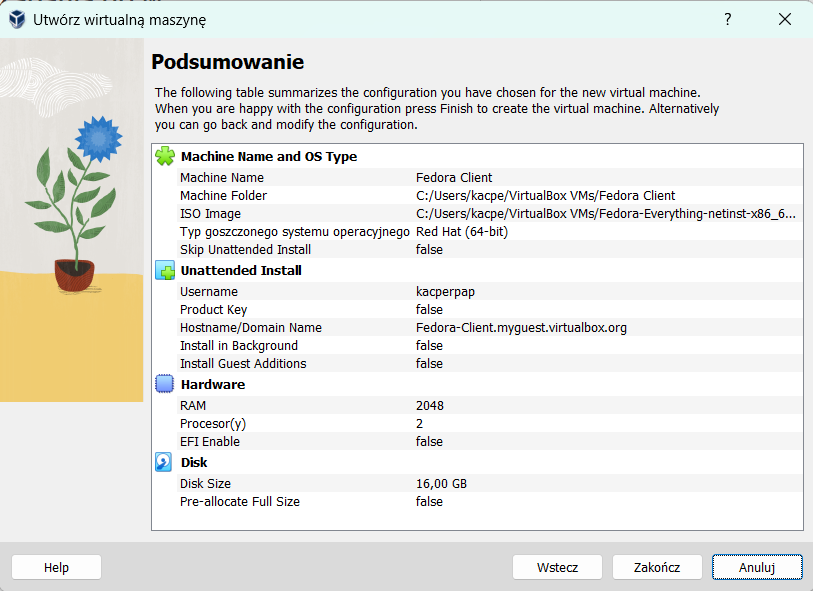 Utwórz wirtualną maszynę
?
Podsumowanie
The following table summarizes the configuration you have chosen for the new virtual machine.
When you are happy with the configuration press Finish to create the virtual machine. Alternatively
you can go back and modify the configuration.
Machine Name and OS Type
Machine Name Fedora Client
Machine Folder C:/Users/kacpe/VirtualBox VMs/Fedora Client
ISO Image C:/Users/kacpe/VirtualBox VMs/Fedora-Everything-netinst-x86_6...
Typ goszczonego systemu operacyjnego Red Hat (64-bit)
Skip Unattended Install false
Unattended Install
Username kacperpap
Product Key false
Hostname/Domain Name Fedora-Client.myguest.virtualbox.org
Install in Background false
Install Guest Additions false
Hardware
RAM 2048
Procesor(y) 2
EFI Enable false
Disk
Disk Size 16,00 GB
Pre-allocate Full Size false
Help Wstecz Zakończ Anuluj